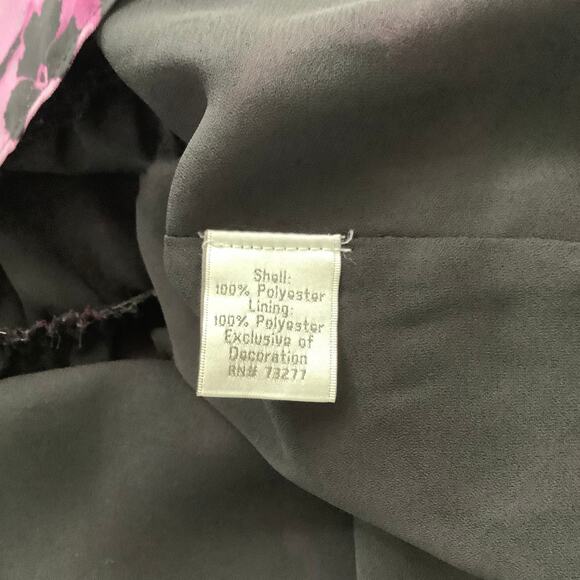 Shell:
100% Polyester
Lining:
100% Polyester
Exclusive of
Decoration
RN# 73277